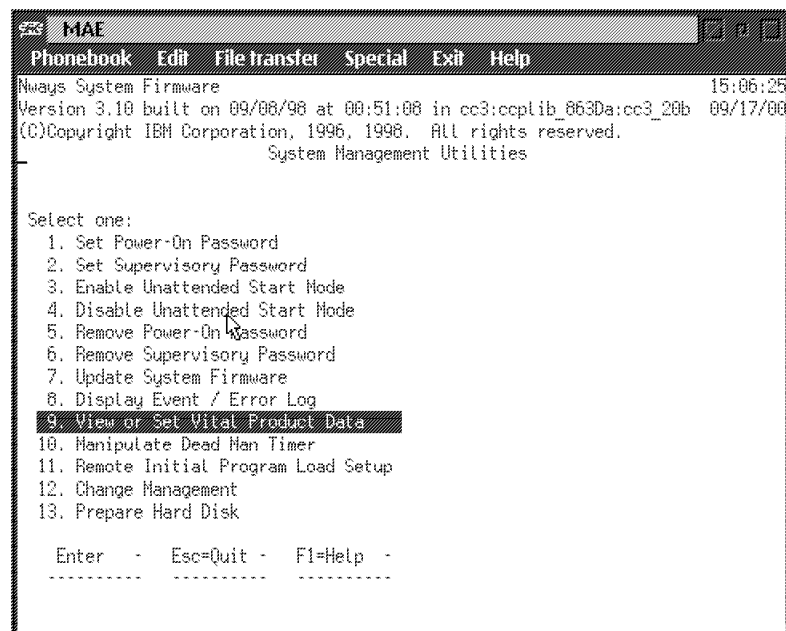 MAE
Phonebook Edit File transfer Special Exit Help
Nways System Firmware 15:06:25
Version 3.10 built on 09/08/98 at 00:51:08 in cc3:ccplib_863Da:cc3_20b 09/17/00
(C)Copyright IBM Corporation, 1996, 1998. All rights reserved.
System Management Utilities
Select one:
1. Set Power-On Password
2. Set Supervisory Password
3. Enable Unattended Start Mode
4. Disable Unattended Start Mode
5. Remove Power-On Password
6. Remove Supervisory Password
7. Update System Firmware
8. Display Event / Error Log
9. View or Set Vital Product Data
10. Manipulate Dead Man Timer
11. Remote Initial Program Load Setup
12. Change Management
13. Prepare Hard Disk
Enter - Esc=Quit - F1=Help -
---------- ---------- ----------